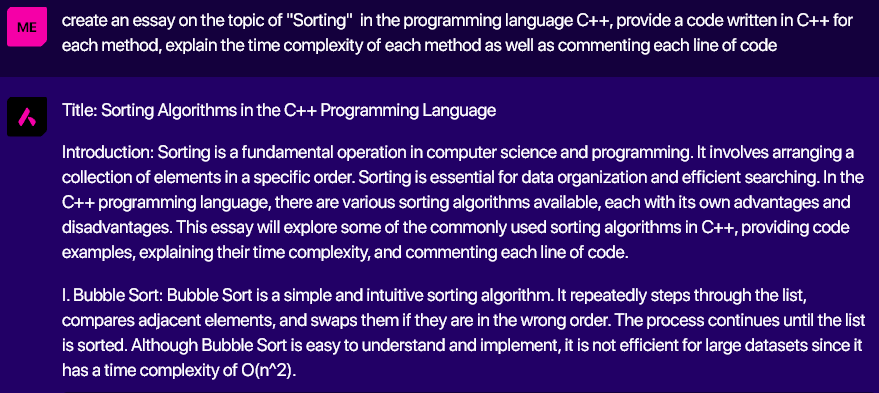 ME
create an essay on the topic of "Sorting"  in the programming language C++, provide a code written in C++ for
each method, explain the time complexity of each method as well as commenting each line of code
Title: Sorting Algorithms in the C++ Programming Language
Introduction: Sorting is a fundamental operation in computer science and programming. It involves arranging a
collection of elements in a specific order. Sorting is essential for data organization and efficient searching. In the
C++ programming language, there are various sorting algorithms available, each with its own advantages and
disadvantages. This essay will explore some of the commonly used sorting algorithms in C++, providing code
examples, explaining their time complexity, and commenting each line of code.
I. Bubble Sort: Bubble Sort is a simple and intuitive sorting algorithm. It repeatedly steps through the list,
compares adjacent elements, and swaps them if they are in the wrong order. The process continues until the list
is sorted. Although Bubble Sort is easy to understand and implement, it is not efficient for large datasets since it
has a time complexity of O(n^2).